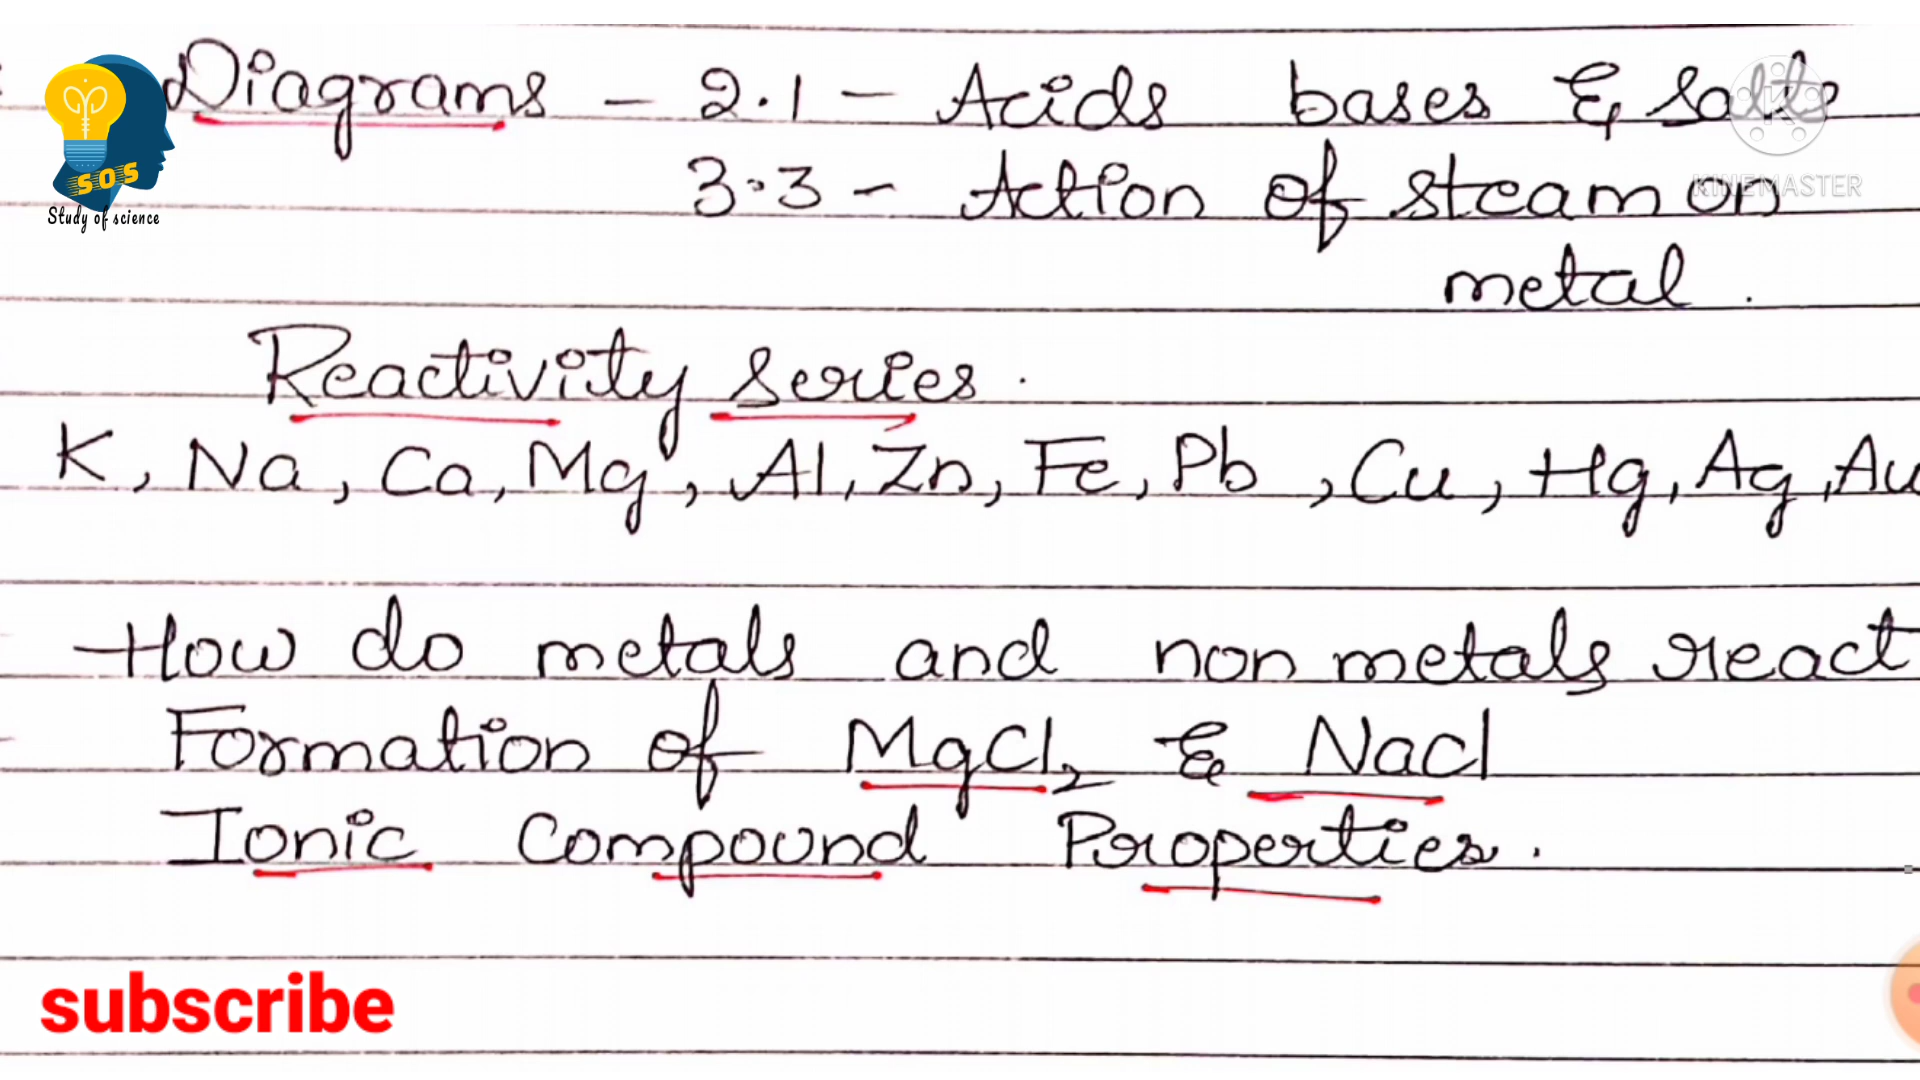 Diagrams - 2.1 - Acids bases & salts
3.3 - Action of steam on
metal.
Reactivity series.
K, Na, Ca, Mg, Al, Zn, Fe, Pb, Cu, Hg, Ag, Au
How do metals and non metals react
Formation of MgCl₂ & NaCl
Ionic Compound Properties.
SOS
Study of science
KINEMASTER
subscribe